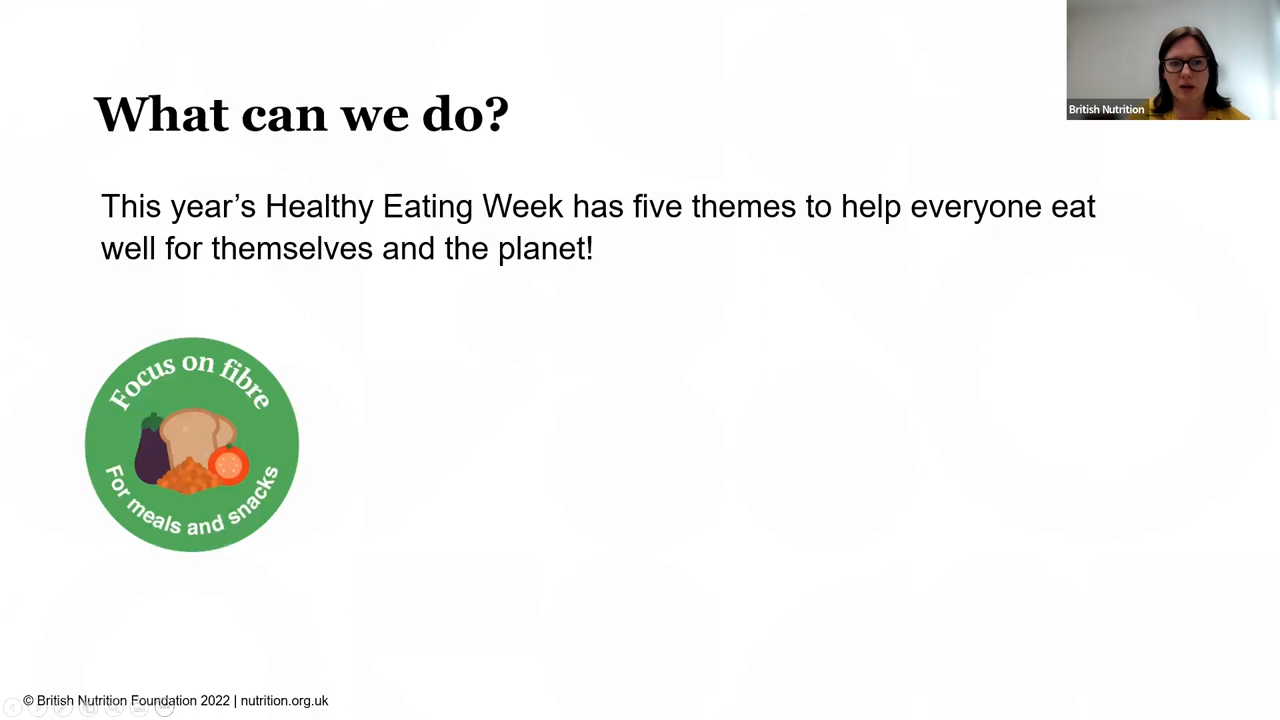 What can we do?
British Nutrition
This year’s Healthy Eating Week has five themes to help everyone eat
well for themselves and the planet!
Focus on fibre
For meals and snacks
© British Nutrition Foundation 2022 | nutrition.org.uk